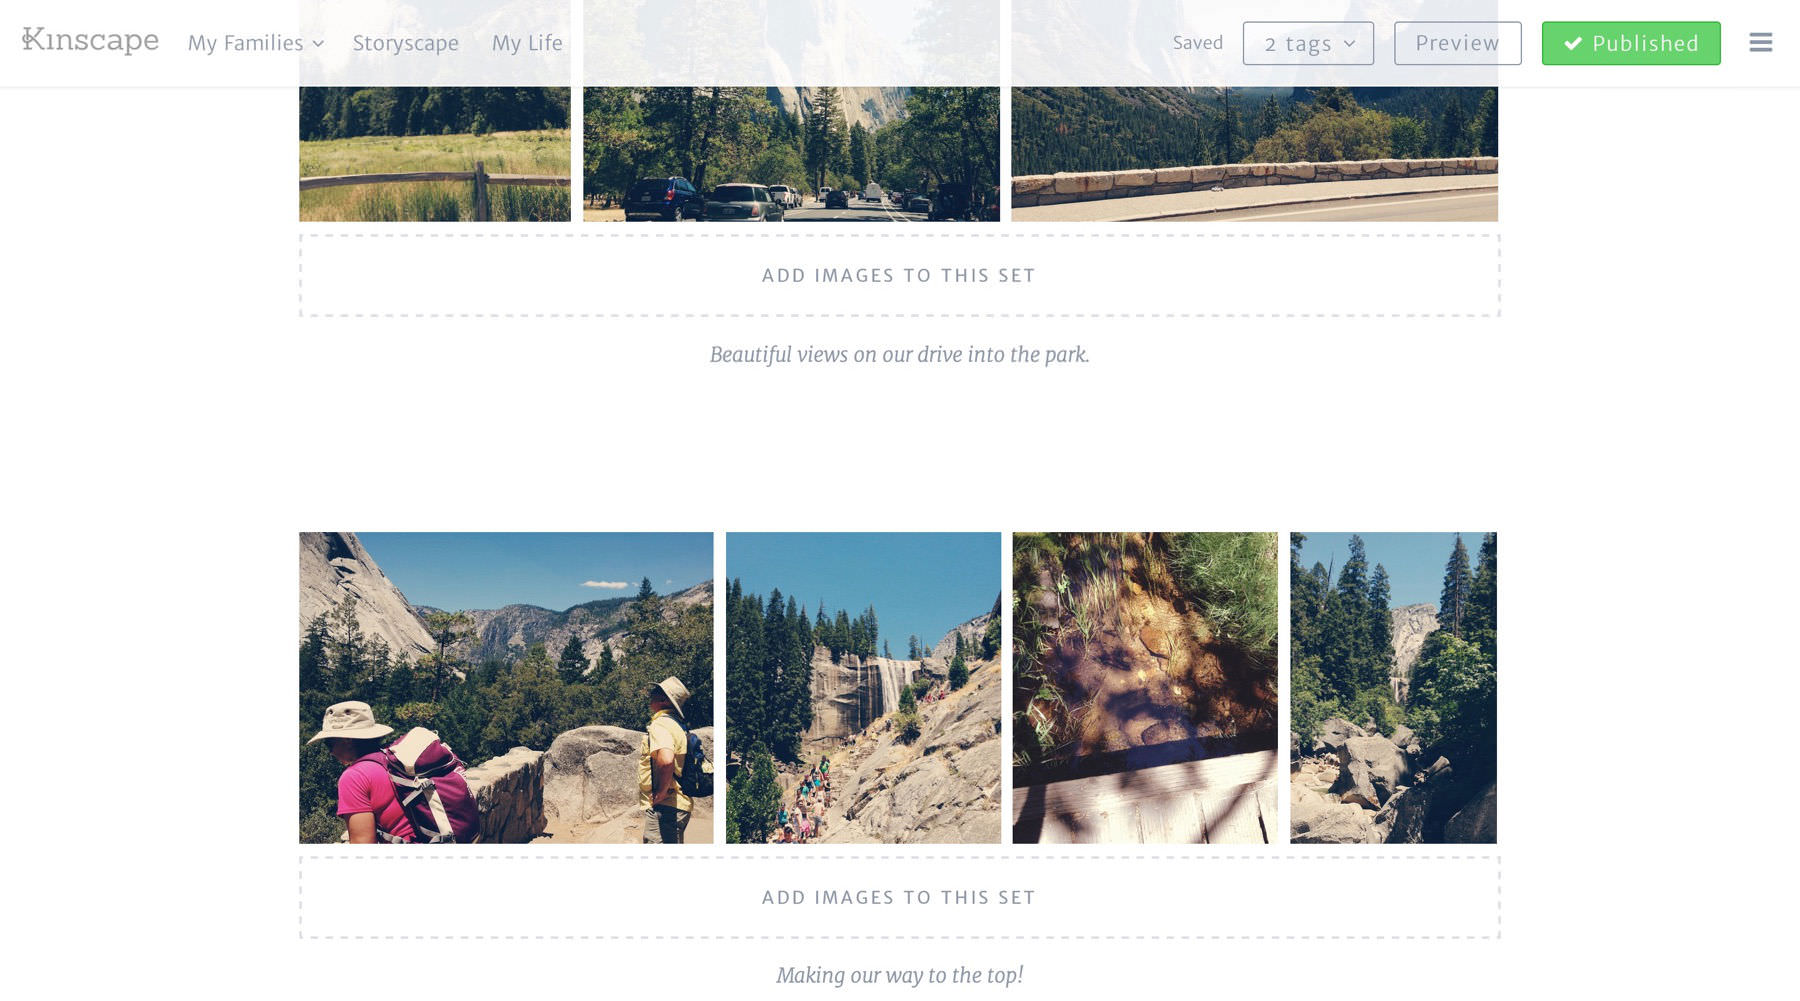 Kinscape
My Families
Storyscape
My Life
Saved
2 tags
Preview
Published
ADD IMAGES TO THIS SET
Beautiful views on our drive into the park.
ADD IMAGES TO THIS SET
Making our way to the top!